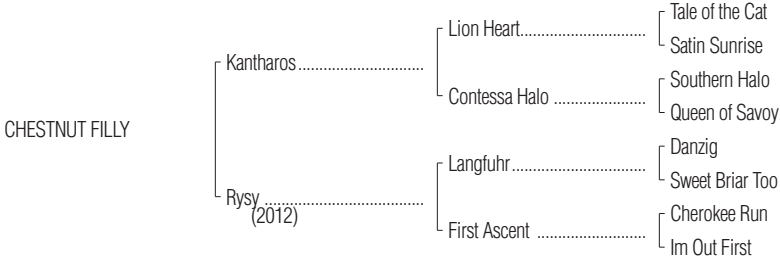 Tale of the Cat
Lion Heart..............................
Satin Sunrise
Kantharos..............................
Southern Halo
Contessa Halo ......................
Queen of Savoy
CHESTNUT FILLY
Danzig
Langfuhr................................
Sweet Briar Too
Rysy ......................................
(2012)
Cherokee Run
First Ascent ..........................
Im Out First